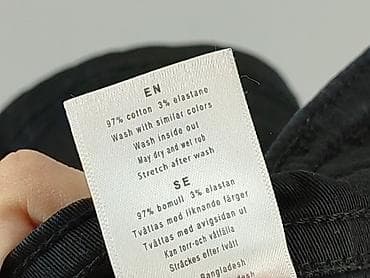 EN
97% cotton 3% elastane
Wash with similar colors
Wash inside out
May dry and wet rob
Stretch after wash
SE
97% bomull 3% elastan
Tvättas med liknande färger
Tvättas med avigsidan ut
Kan torr-och våtfälla
Sträckes efter tvätt
Bangladesh